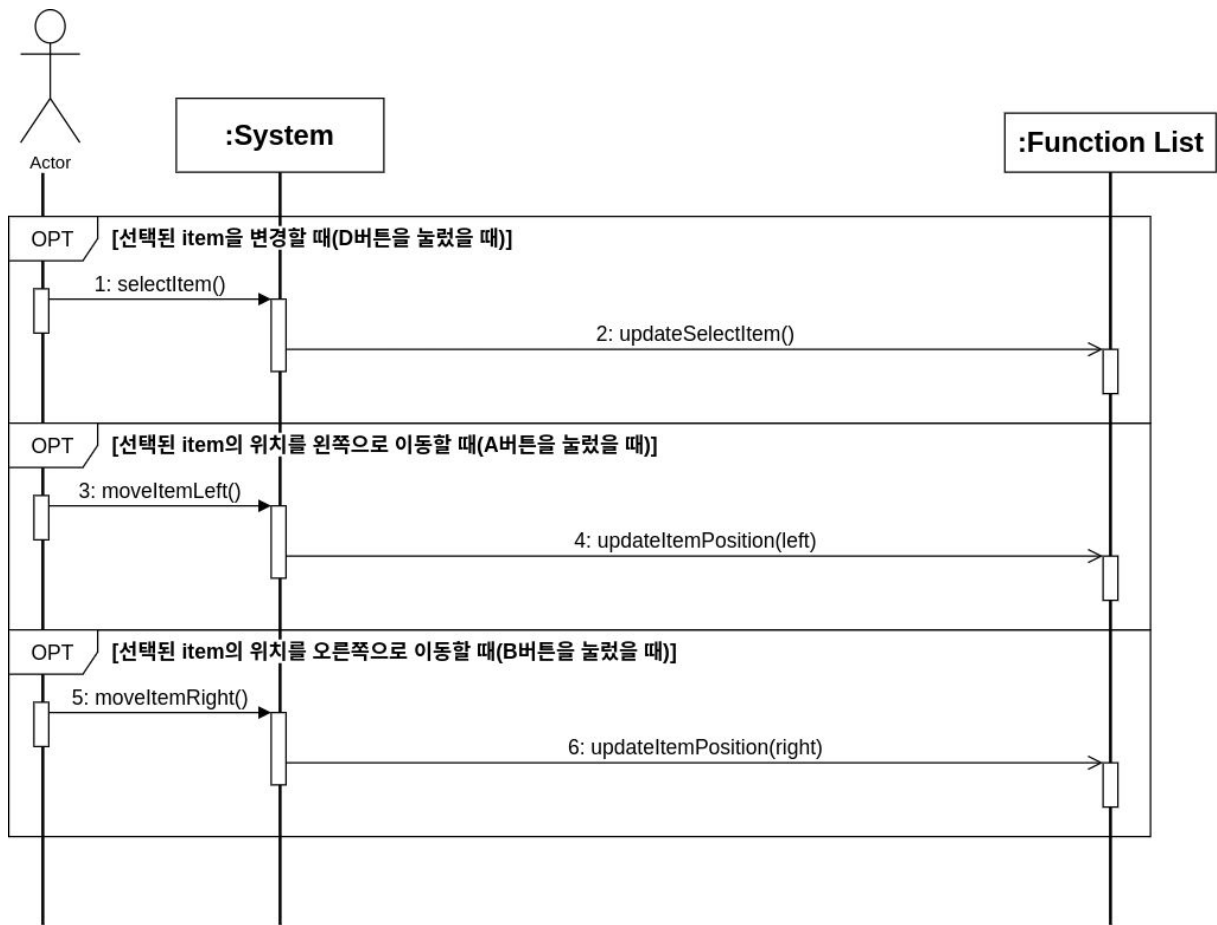 Actor
:System
:Function List
OPT
[선택된 item을 변경할 때(D버튼을 눌렀을 때)]
1: selectItem()
2: updateSelectItem()
OPT
[선택된 item의 위치를 왼쪽으로 이동할 때(A버튼을 눌렀을 때)]
3: moveItemLeft()
4: updateItemPosition(left)
OPT
[선택된 item의 위치를 오른쪽으로 이동할 때(B버튼을 눌렀을 때)]
5: moveItemRight()
6: updateItemPosition(right)